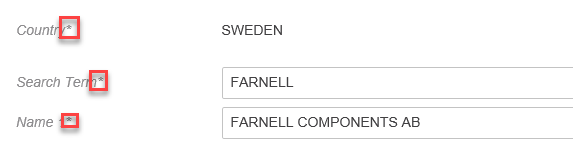 Country* SWEDEN
Search Term* FARNELL
Name * FARNELL COMPONENTS AB